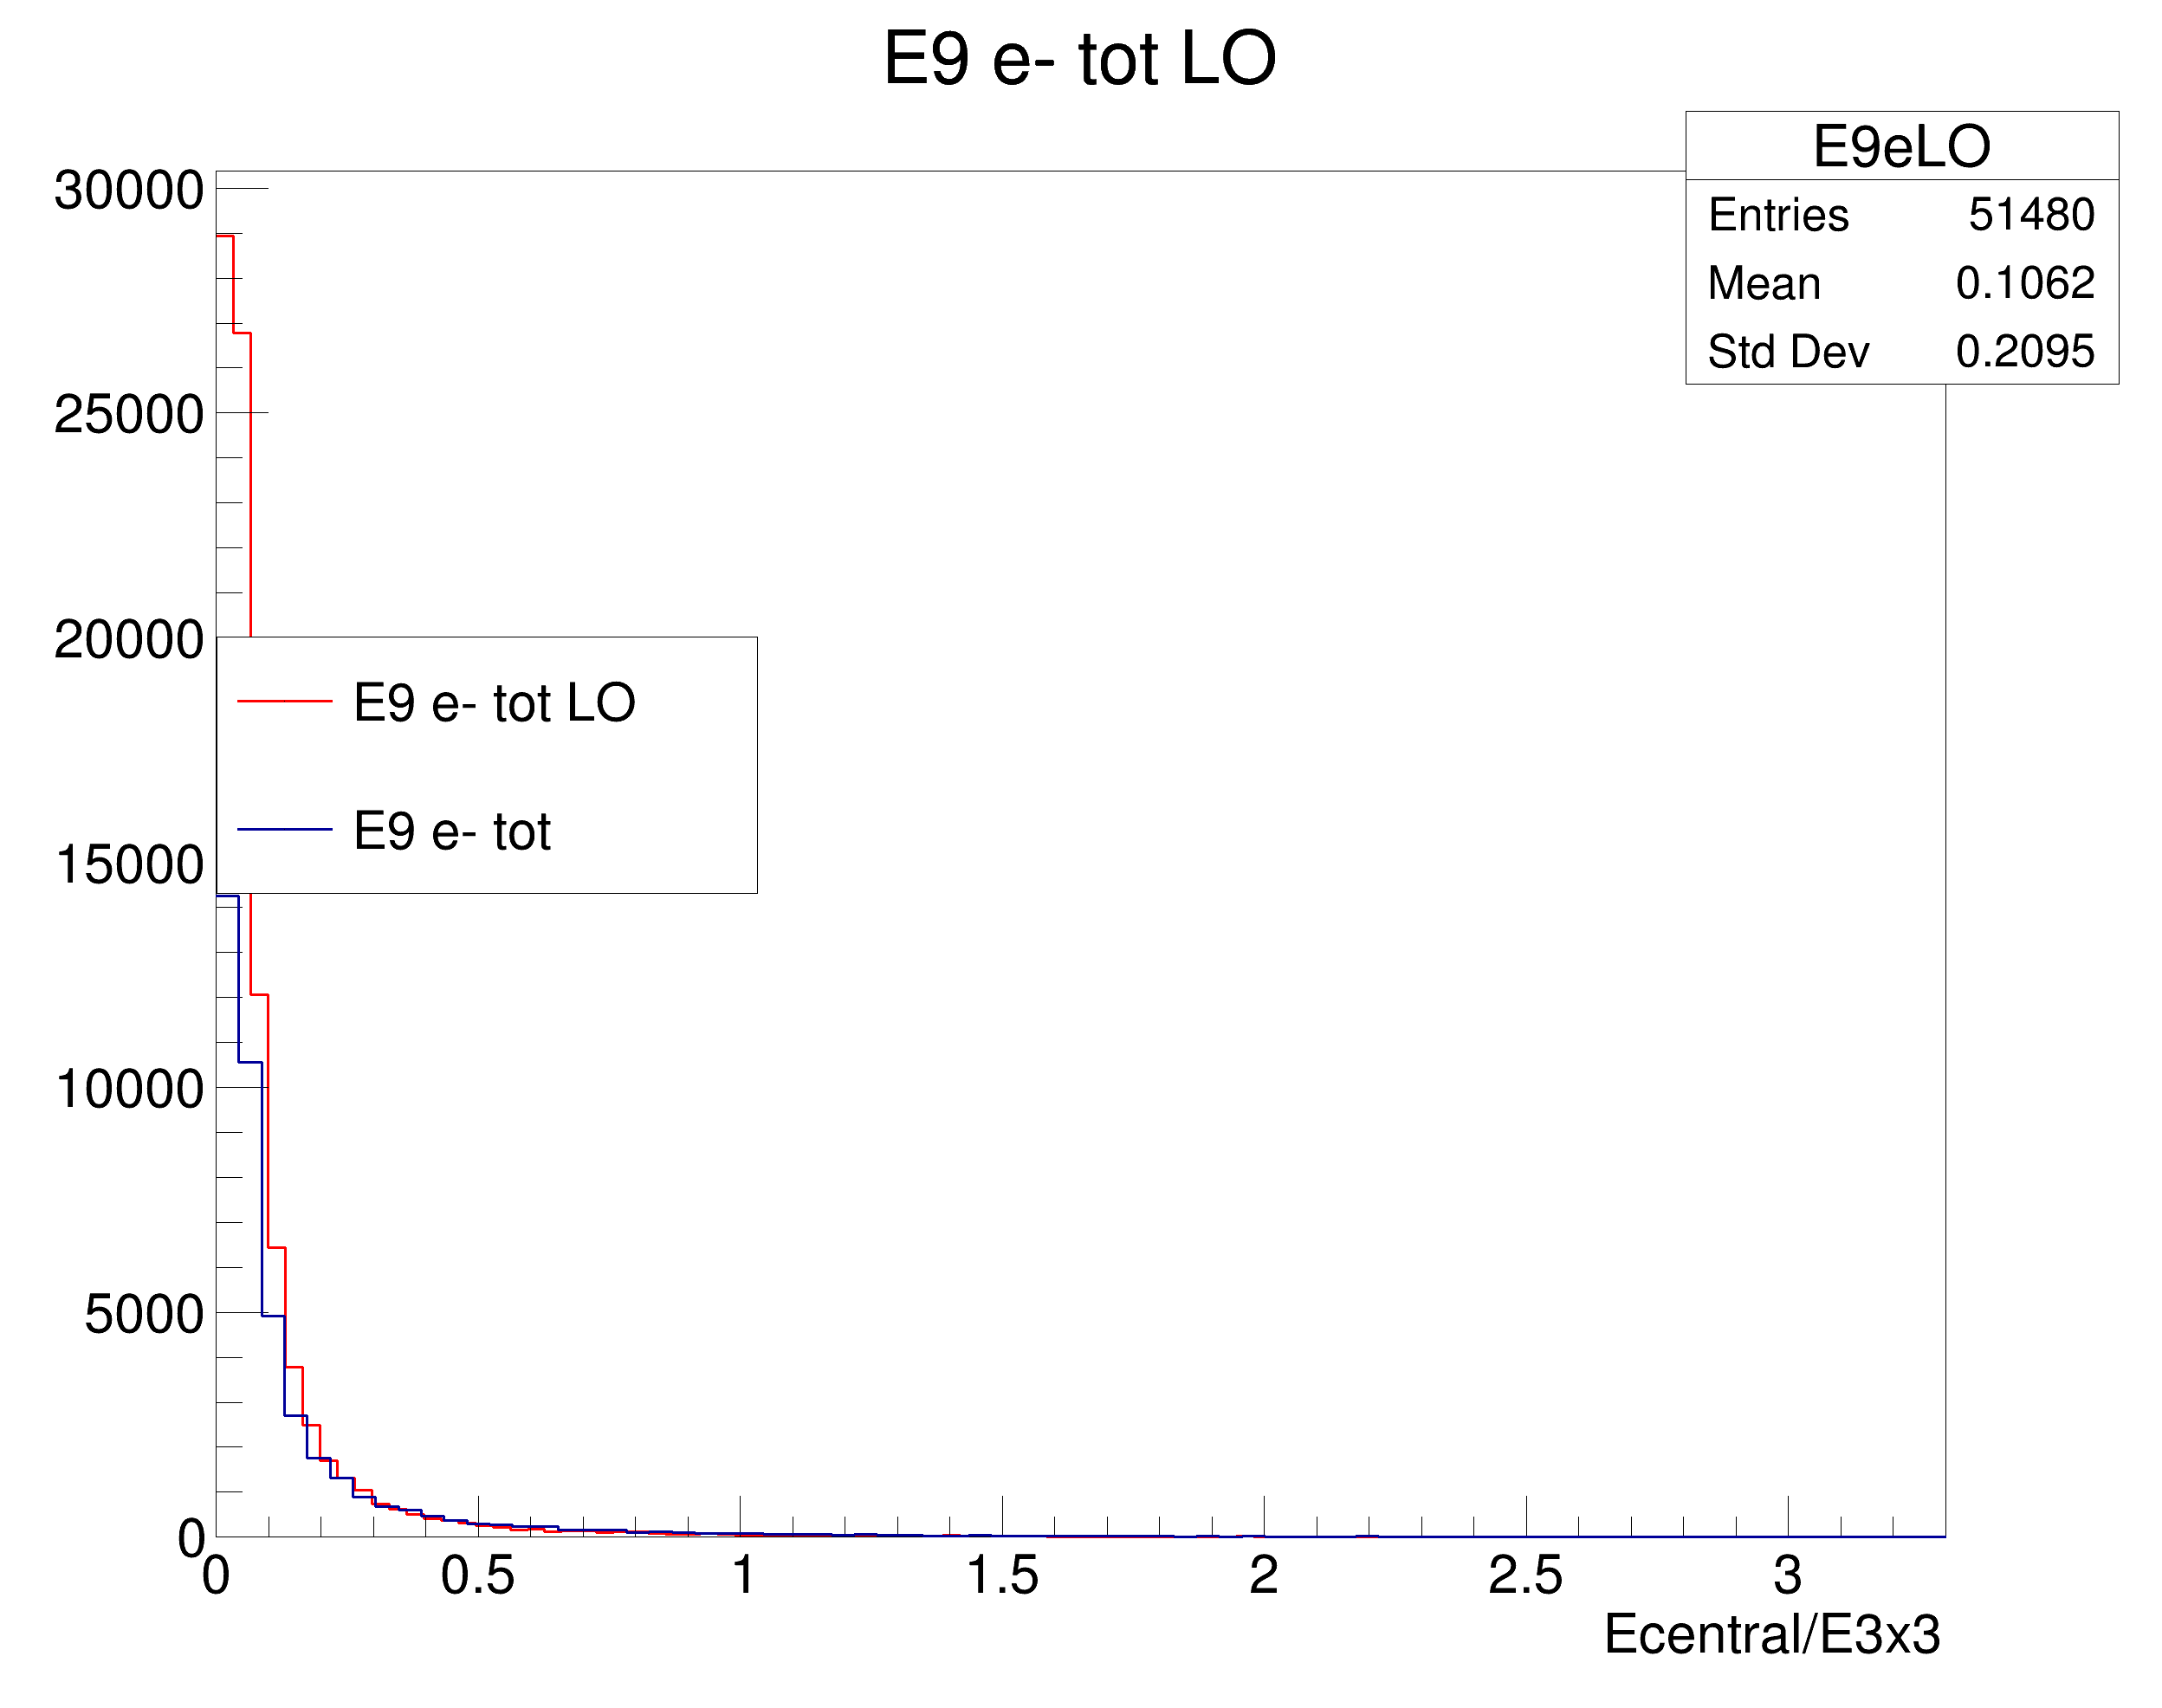 E9 e- tot LO
E9eLO
Entries 51480
Mean 0.1062
Std Dev 0.2095
30000
25000
20000
15000
10000
5000
0
E9 e- tot LO
E9 e- tot
0 0.5 1 1.5 2 2.5 3
Ecentral/E3x3